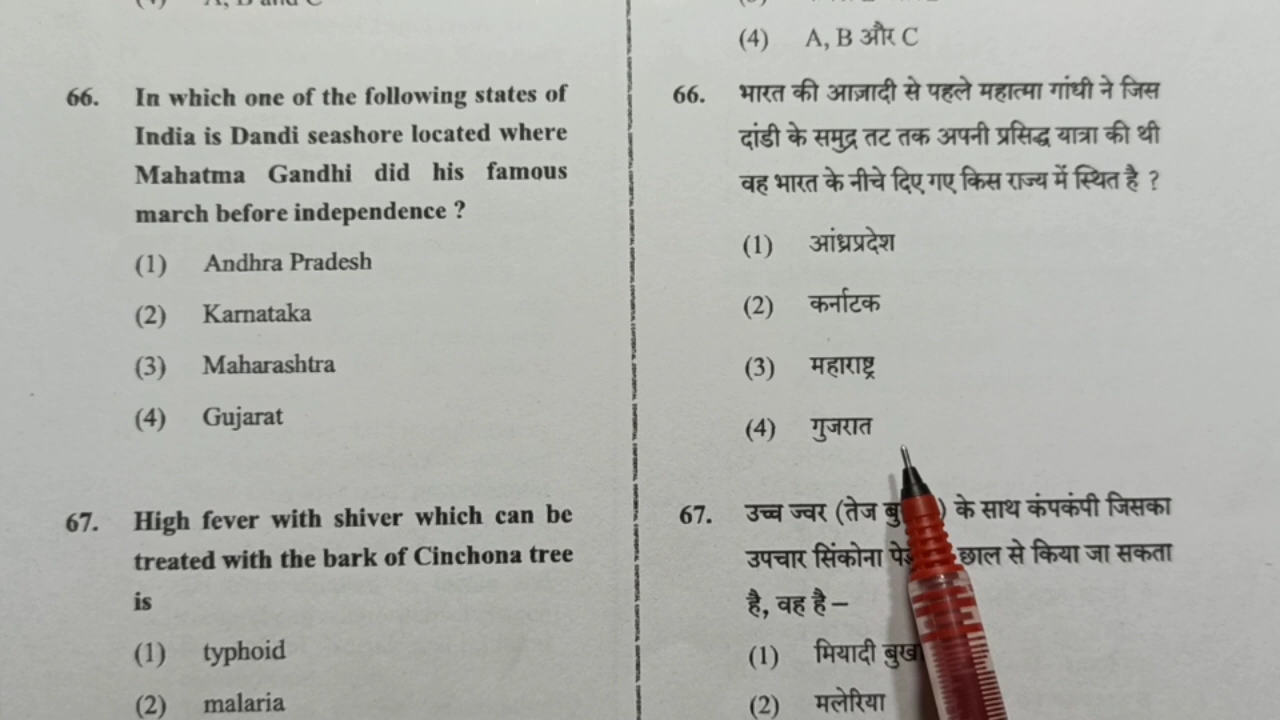 66. In which one of the following states of
India is Dandi seashore located where
Mahatma Gandhi did his famous
march before independence ?
(1) Andhra Pradesh
(2) Karnataka
(3) Maharashtra
(4) Gujarat
67. High fever with shiver which can be
treated with the bark of Cinchona tree
is
(1) typhoid
(2) malaria
(4) A, B और C
66. भारत की आज़ादी से पहले महात्मा गांधी ने जिस
दांडी के समुद्र तट तक अपनी प्रसिद्ध यात्रा की थी
वह भारत के नीचे दिए गए किस राज्य में स्थित है ?
(1) आंध्रप्रदेश
(2) कर्नाटक
(3) महाराष्ट्र
(4) गुजरात
67. उच्च ज्वर (तेज ) के साथ कंपकंपी जिसका
उपचार सिंकोना छाल से किया जा सकता
है, वह है –
(1) मियादी
(2) मलेरिया